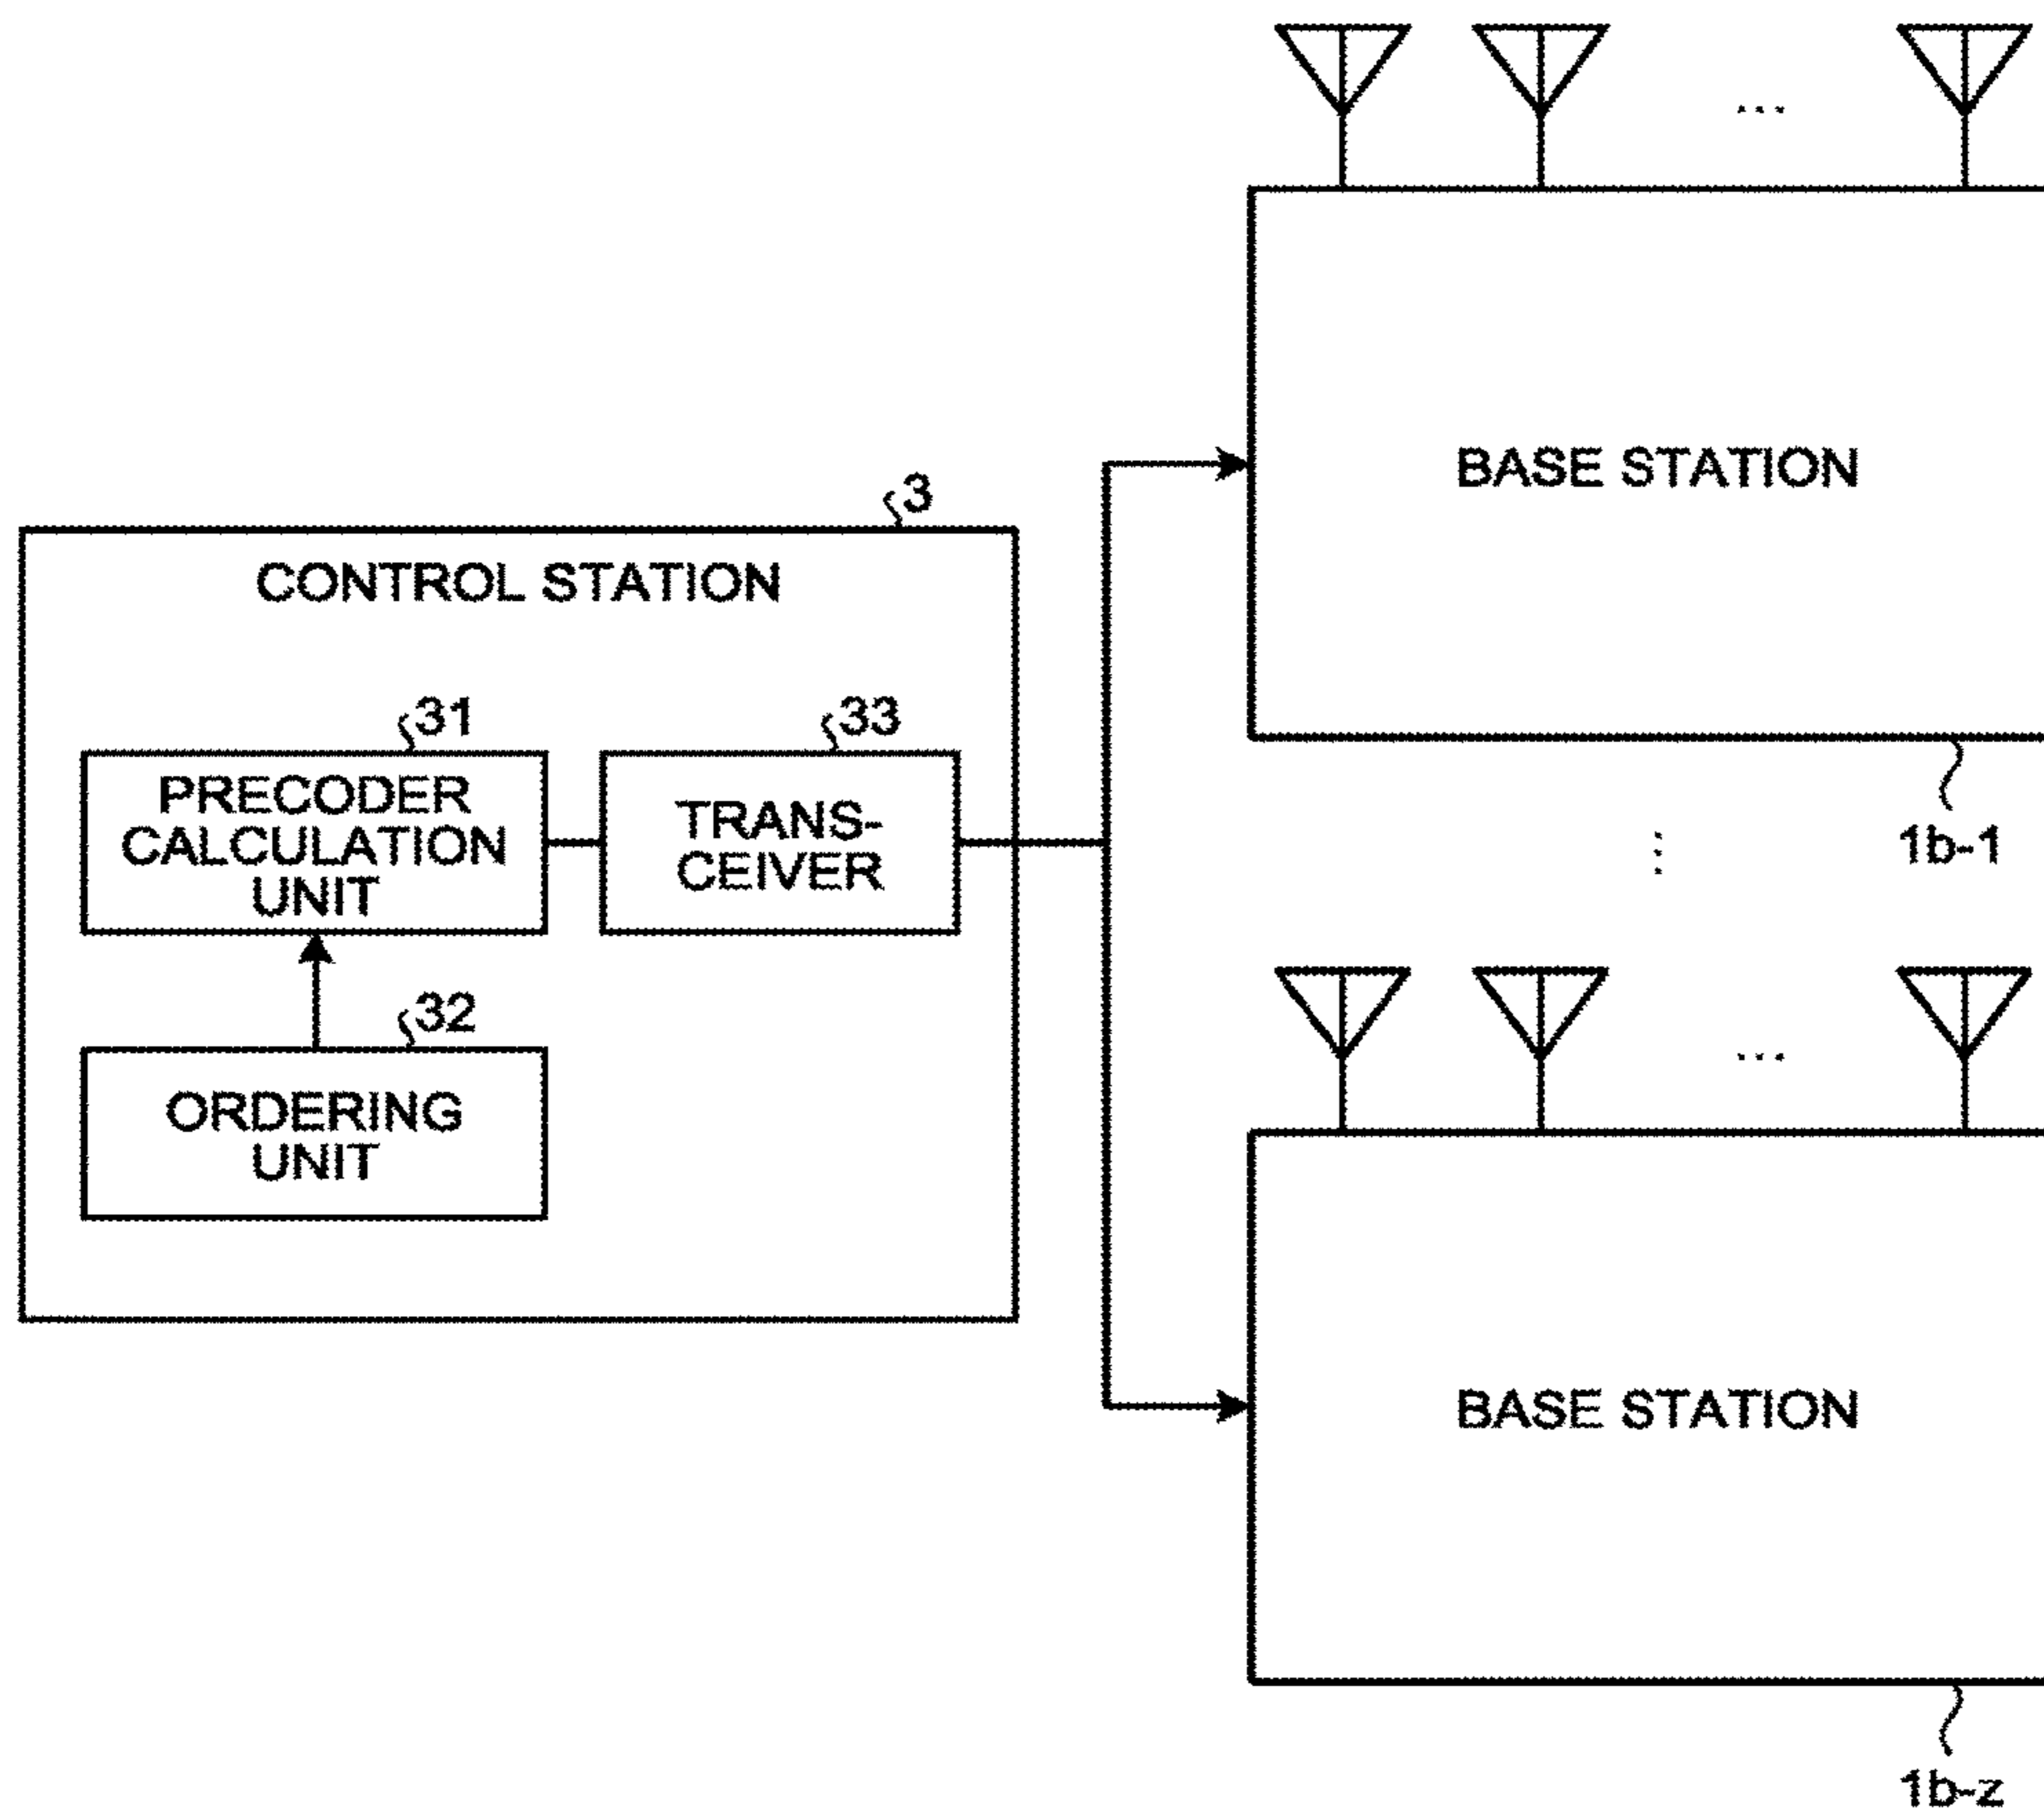 ...
BASE STATION
3
CONTROL STATION
31
33
PRECODER
CALCULATION
UNIT
TRANS-
CEIVER
1b-1
32
...
ORDERING
UNIT
BASE STATION
1b-z